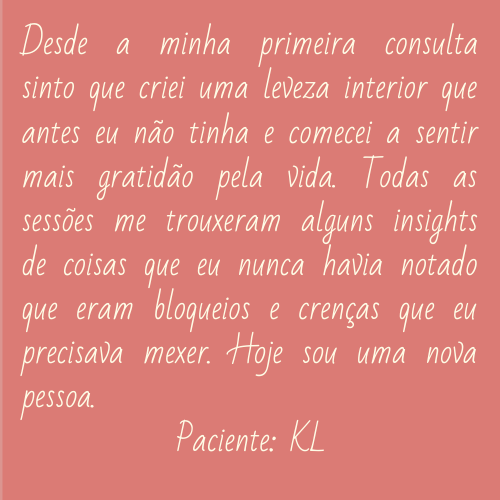 Desde a minha primeira consulta
sinto que criei uma leveza interior que
antes eu não tinha e comecei a sentir
mais gratidão pela vida. Todas as
sessões me trouxeram alguns insights
de coisas que eu nunca havia notado
que eram bloqueios e crenças que eu
precisava mexer. Hoje sou uma nova
pessoa.
Paciente: KL